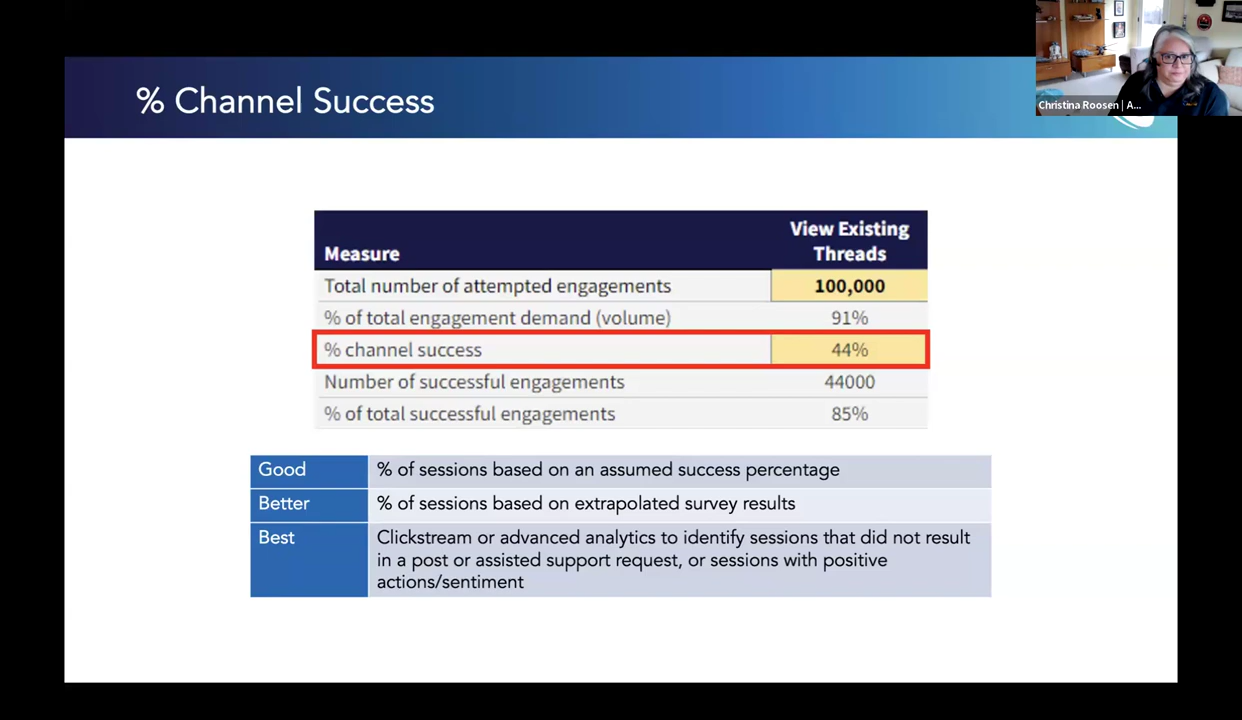 % Channel Success
Christina Roosen | A...
View Existing
Measure Threads
Total number of attempted engagements 100,000
% of total engagement demand (volume) 91%
% channel success 44%
Number of successful engagements 44000
% of total successful engagements 85%
Good % of sessions based on an assumed success percentage
Better % of sessions based on extrapolated survey results
Best Clickstream or advanced analytics to identify sessions that did not result
in a post or assisted support request, or sessions with positive
actions/sentiment